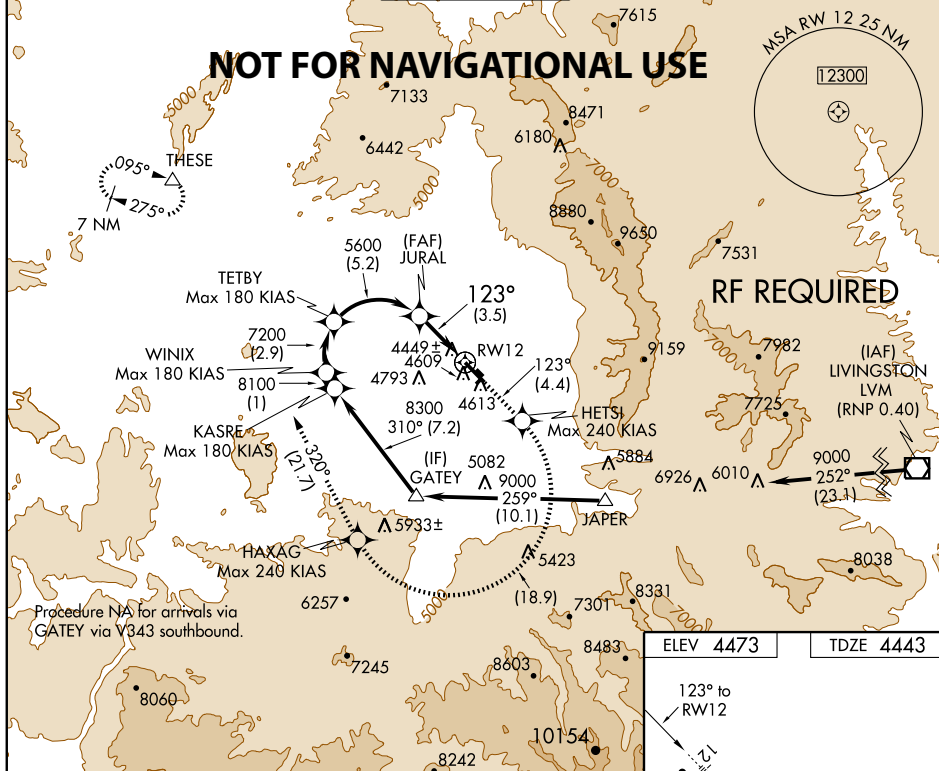 7615
MSA RW 12 25 NM
12300
NOT FOR NAVIGATIONAL USE
5000
7133
8471
6180
6442
THESE
095°
275°
7 NM
5000
7000
8880
9650
7531
5600
(5.2)
(FAF)
JURAL
TETBY
Max 180 KIAS
123°
(3.5)
RF REQUIRED
7200
(2.9)
WINIX
Max 180 KIAS
8100
(1)
4449±
4609
RW12
4793
4613
123°
(4.4)
9159
7982
(IAF)
LIVINGSTON
LVM
(RNP 0.40)
7725
KASRE
Max 180 KIAS
8300
310° (7.2)
HETSI
Max 240 KIAS
320°
(21.7)
(IF)
GATEY
5082
9000
259°
(10.1)
5884
6926
6010
9000
252°
(23.1)
JAPER
5933±
HAXAG
Max 240 KIAS
5423
8038
(18.9)
5000
6257
7301
8331
7000
Procedure NA for arrivals via
GATEY via V343 southbound.
7245
8603
8483
ELEV 4473
TDZE 4443
8060
123° to
RW12
10154
8242
12